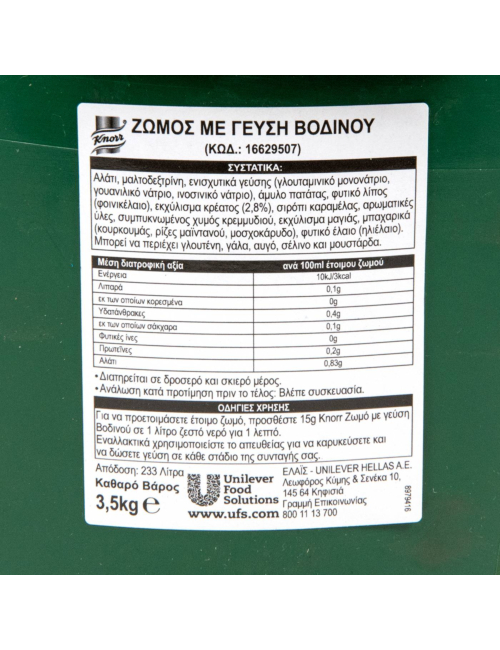 Knorr
ΖΩΜΟΣ ΜΕ ΓΕΥΣΗ ΒΟΔΙΝΟΥ
(ΚΩΔ.: 16629507)
ΣΥΣΤΑΤΙΚΑ:
Αλάτι, μαλτοδεξτρίνη, ενισχυτικά γεύσης (γλουταμινικό μονονάτριο,
γουανιλικό νάτριο, ινοσινικό νάτριο), άμυλο πατάτας, φυτικό λίπος
(φοινικέλαιο), εκχύλισμα κρέατος (2,8%), σιρόπι καραμέλας, αρωματικές
ύλες, συμπυκνωμένος χυμός κρεμμυδιού, εκχύλισμα μαγιάς, μπαχαρικά
(κουρκουμάς, ρίζες μαϊντανού, μοσχοκάρυδο), φυτικό έλαιο (ηλιέλαιο).
Μπορεί να περιέχει γλουτένη, γάλα, αυγό, σέλινο και μουστάρδα.
Μέση διατροφική αξία ανά 100ml έτοιμου ζωμού
Ενέργεια 10kJ/3kcal
Λιπαρά 0,1g
εκ των οποίων κορεσμένα 0g
Υδατάνθρακες 0,4g
εκ των οποίων σάκχαρα 0,1g
Φυτικές ίνες 0g
Πρωτεΐνες 0,2g
Αλάτι 0,83g
•Διατηρείται σε δροσερό και σκιερό μέρος.
•Ανάλωση κατά προτίμηση πριν το τέλος: Βλέπε συσκευασία.
ΟΔΗΓΙΕΣ ΧΡΗΣΗΣ
Για να προετοιμάσετε έτοιμο ζωμό, προσθέστε 15g Knorr Ζωμό με γεύση
Βοδινού σε 1 λίτρο ζεστό νερό για 1 λεπτό.
Εναλλακτικά χρησιμοποιείστε το απευθείας για να καρυκεύσετε και
να δώσετε γεύση σε κάθε στάδιο της συνταγής σας.
Απόδοση: 233 Λίτρα
Καθαρό Βάρος
3,5kg e
Unilever
Food
Solutions
www.ufs.com
ΕΛΑΪΣ - UNILEVER HELLAS A.E.
Λεωφόρος Κύμης & Σενέκα 10,
145 64 Κηφισιά
Γραμμή Επικοινωνίας
800 11 13 700
8979416